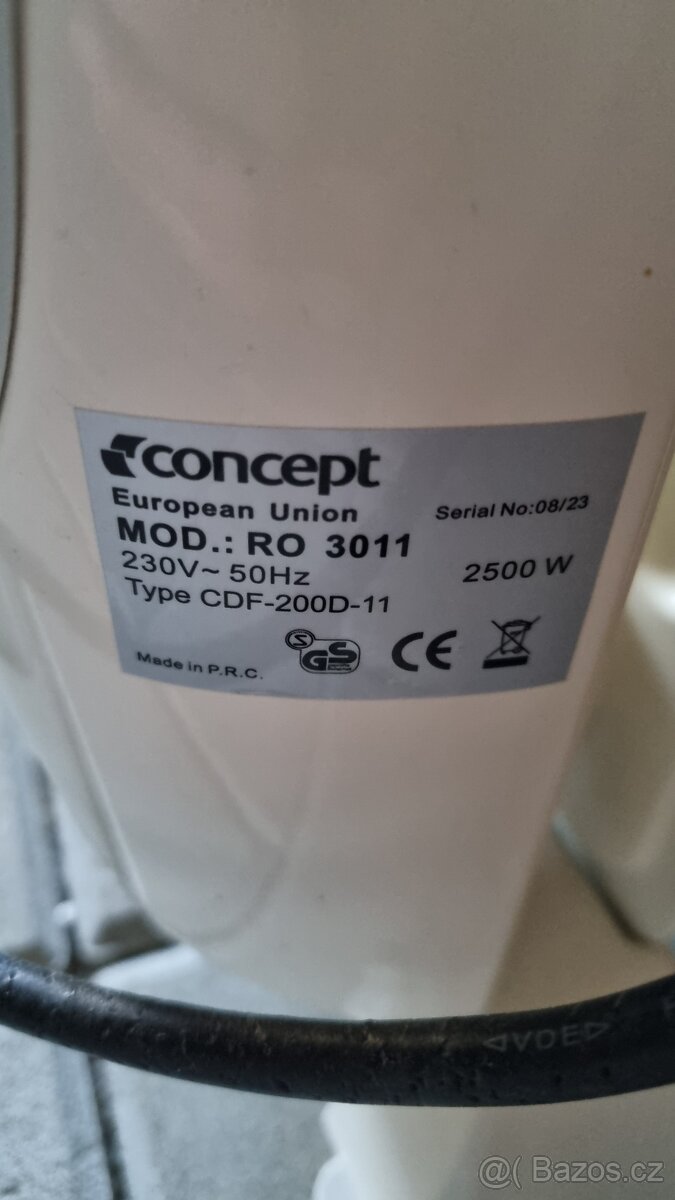 concept
European Union
Serial No:08/23
MOD.: RO 3011
230V~ 50Hz
2500 W
Type CDF-200D-11
Made in P.R.C.
S
GS
CE
◁VDE▷
@( Bazos.cz